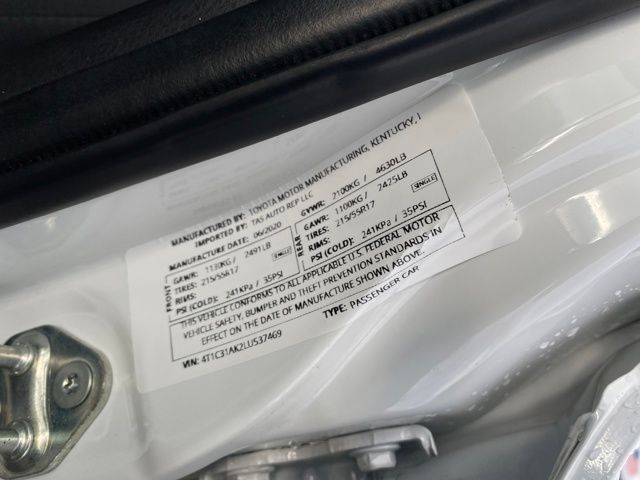 MANUFACTURED BY: TOYOTA MOTOR MANUFACTURING, KENTUCKY, I
IMPORTED BY: TAS AUTO REP LLC
MANUFACTURE DATE: 06/2020 GVWR: 2100KG / 4630LB
FRONT
GAWR: 1130KG / 2491LB
TIRES: 215/55R17 SINGLE
RIMS:
PSI (COLD): 241KPa / 35PSI
REAR
GAWR: 1100KG / 2425LB
TIRES: 215/55R17 SINGLE
RIMS:
PSI (COLD): 241KPa / 35PSI
THIS VEHICLE CONFORMS TO ALL APPLICABLE U.S. FEDERAL MOTOR
VEHICLE SAFETY, BUMPER AND THEFT PREVENTION STANDARDS IN
EFFECT ON THE DATE OF MANUFACTURE SHOWN ABOVE.
VIN: 4T1C31AK2LU537469 TYPE: PASSENGER CAR